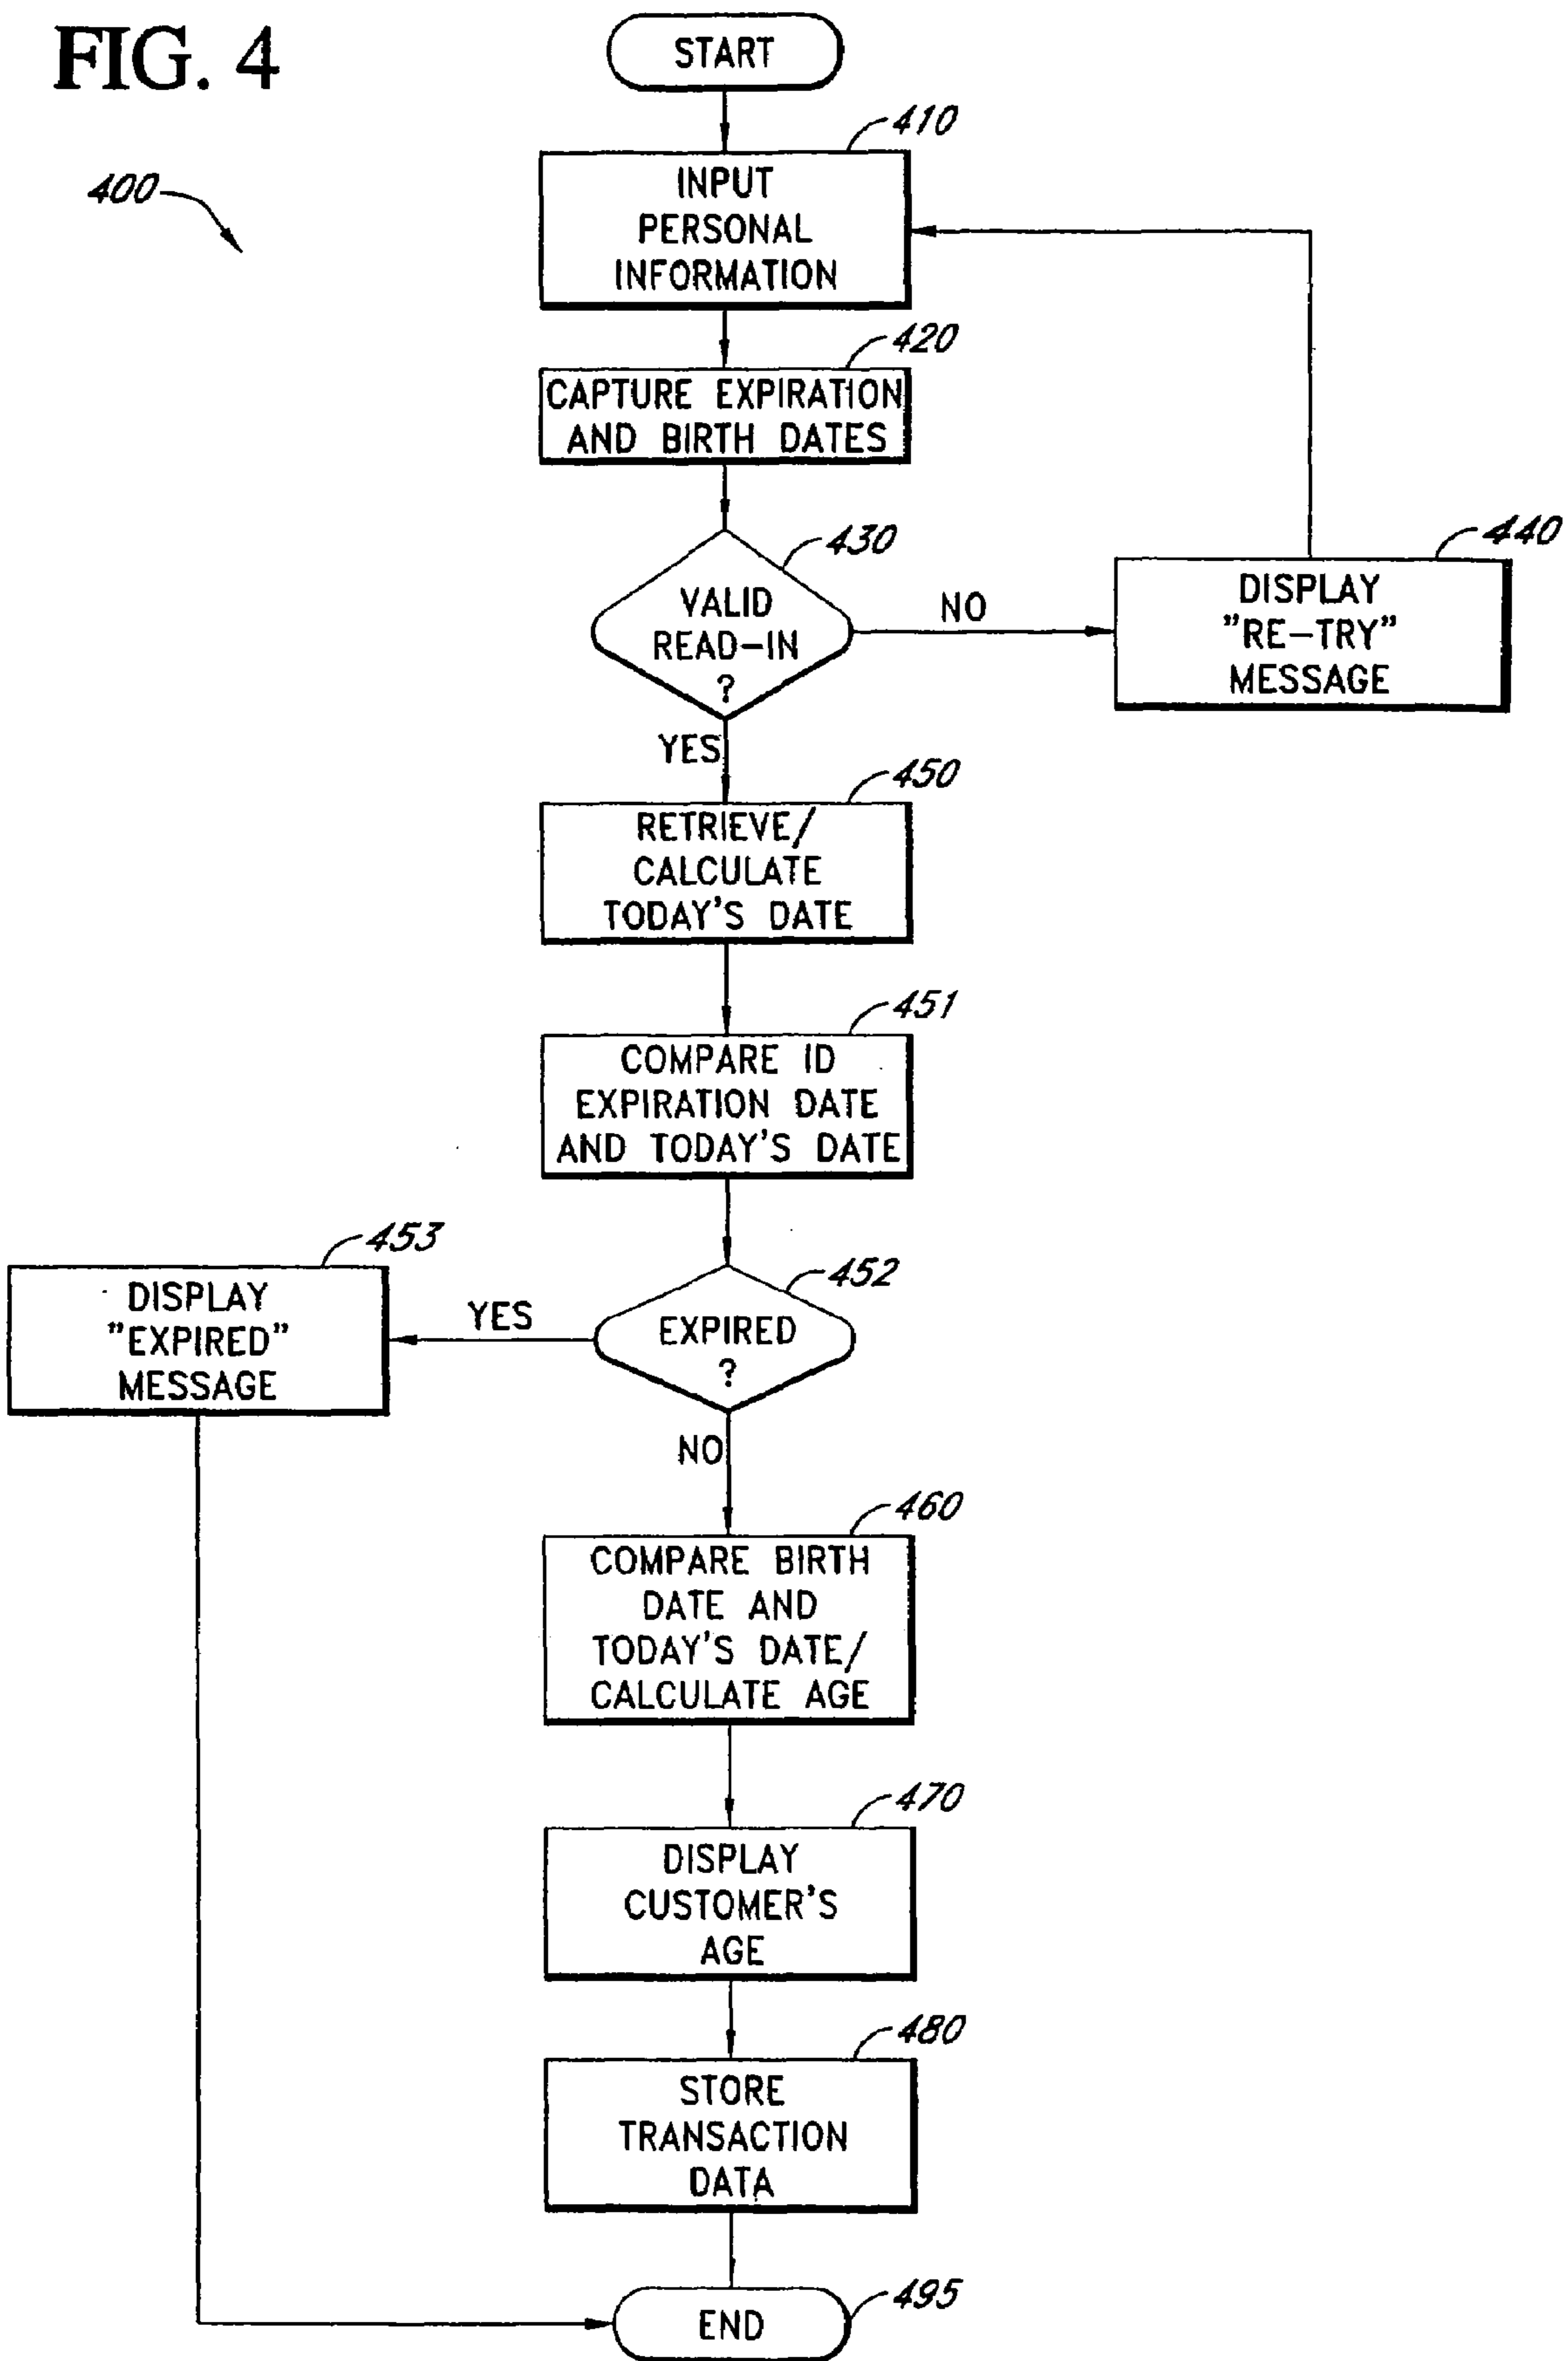 FIG. 4
START
400
410
INPUT
PERSONAL
INFORMATION
420
CAPTURE EXPIRATION
AND BIRTH DATES
430
VALID
READ-IN
?
NO
440
DISPLAY
"RE-TRY"
MESSAGE
YES
450
RETRIEVE/
CALCULATE
TODAY'S DATE
451
COMPARE ID
EXPIRATION DATE
AND TODAY'S DATE
452
EXPIRED
?
YES
453
DISPLAY
"EXPIRED"
MESSAGE
NO
460
COMPARE BIRTH
DATE AND
TODAY'S DATE/
CALCULATE AGE
470
DISPLAY
CUSTOMER'S
AGE
480
STORE
TRANSACTION
DATA
END
495